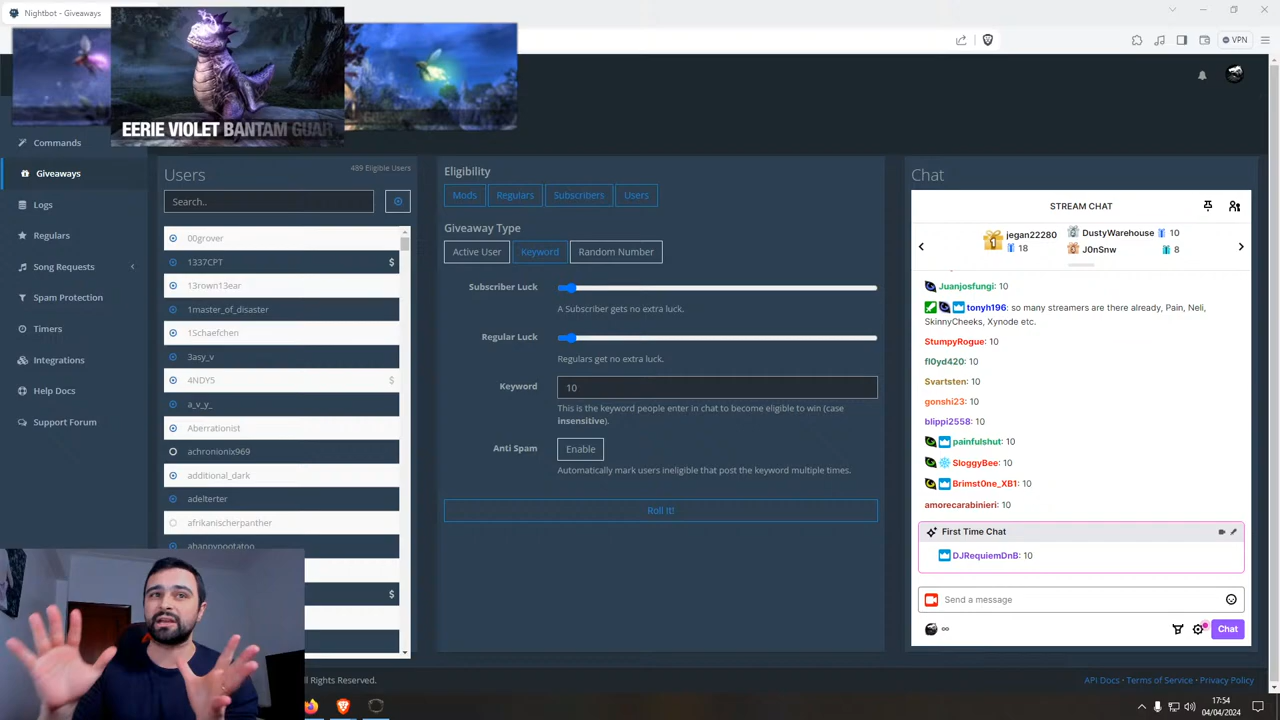 Nightbot - Giveaways
VPN
EERIE VIOLET BANTAM GUAR
Commands
Giveaways
Logs
Regulars
Song Requests
Spam Protection
Timers
Integrations
Help Docs
Support Forum
Users
489 Eligible Users
Search..
00grover
1337CPT $
13rown13ear
1master_of_disaster
1Schaefchen
3asy_v
4NDY5 $
a_v_y_
Aberrationist
achronionix969
additional_dark
adelterter
afrikanischerpanther
ahappypootatoo
$
Eligibility
Mods Regulars Subscribers Users
Giveaway Type
Active User Keyword Random Number
Subscriber Luck
A Subscriber gets no extra luck.
Regular Luck
Regulars get no extra luck.
Keyword 10
This is the keyword people enter in chat to become eligible to win (case
insensitive).
Anti Spam Enable
Automatically mark users ineligible that post the keyword multiple times.
Roll It!
Chat
STREAM CHAT
1 jegan22280 18
DustyWarehouse 10
J0nSnw 8
Juanjosfungi: 10
tonyh196: so many streamers are there already, Pain, Neli,
SkinnyCheeks, Xynode etc.
StumpyRogue: 10
fl0yd420: 10
Svartsten: 10
gonshi23: 10
blippi2558: 10
painfulshut: 10
SloggyBee: 10
Brimst0ne_XB1: 10
amorecarabinieri: 10
First Time Chat
DJRequiemDnB: 10
Send a message
∞
Chat
ll Rights Reserved.
API Docs • Terms of Service • Privacy Policy
17:54
04/04/2024